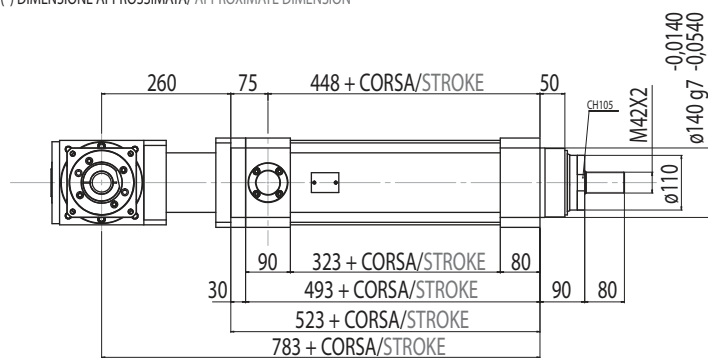 (*) DIMENSIONE APPROSSIMATA/ APPROXIMATE DIMENSION
260
75
448 + CORSA/STROKE
50
CH105
M42X2
ø110
ø140 g7 -0,0140
-0,0540
90
323 + CORSA/STROKE
80
30
493 + CORSA/STROKE
90
80
523 + CORSA/STROKE
783 + CORSA/STROKE